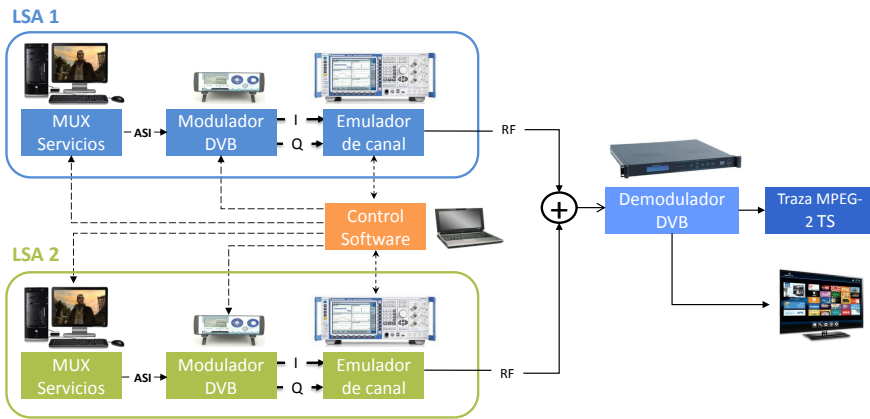 LSA 1
MUX
Servicios
ASI
Modulador
DVB
I
Q
Emulador
de canal
RF
Control
Software
Demodulador
DVB
Traza MPEG-
2 TS
LSA 2
MUX
Servicios
ASI
Modulador
DVB
I
Q
Emulador
de canal
RF